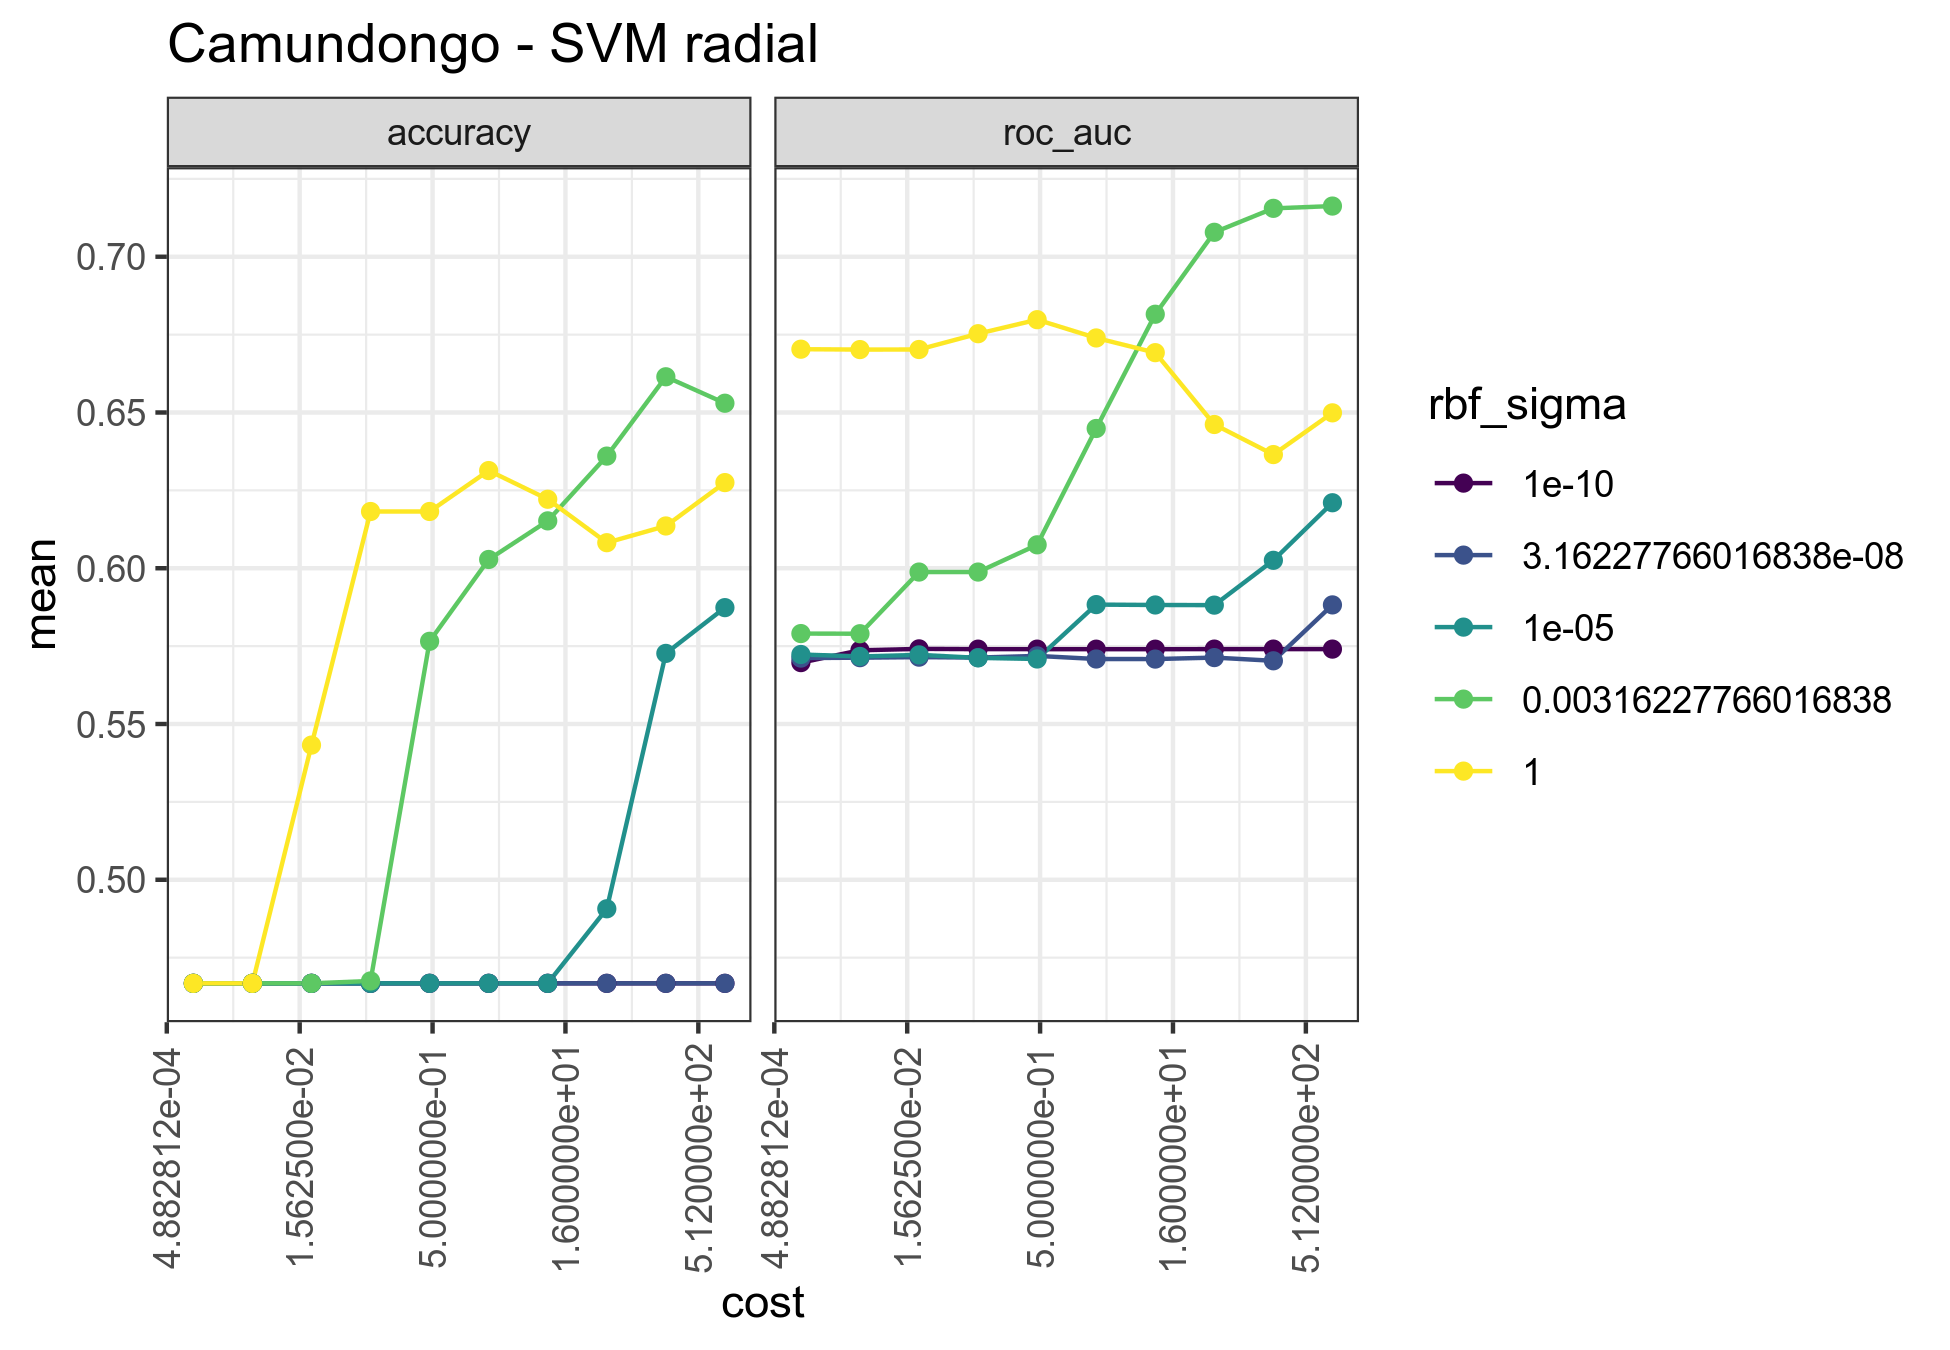 Camundongo - SVM radial
accuracy
roc_auc
0.70
0.65
0.60
0.55
0.50
mean
4.882812e-04
1.562500e-02
5.000000e-01
1.600000e+01
5.120000e+02
4.882812e-04
1.562500e-02
5.000000e-01
1.600000e+01
5.120000e+02
cost
rbf_sigma
1e-10
3.16227766016838e-08
1e-05
0.00316227766016838
1